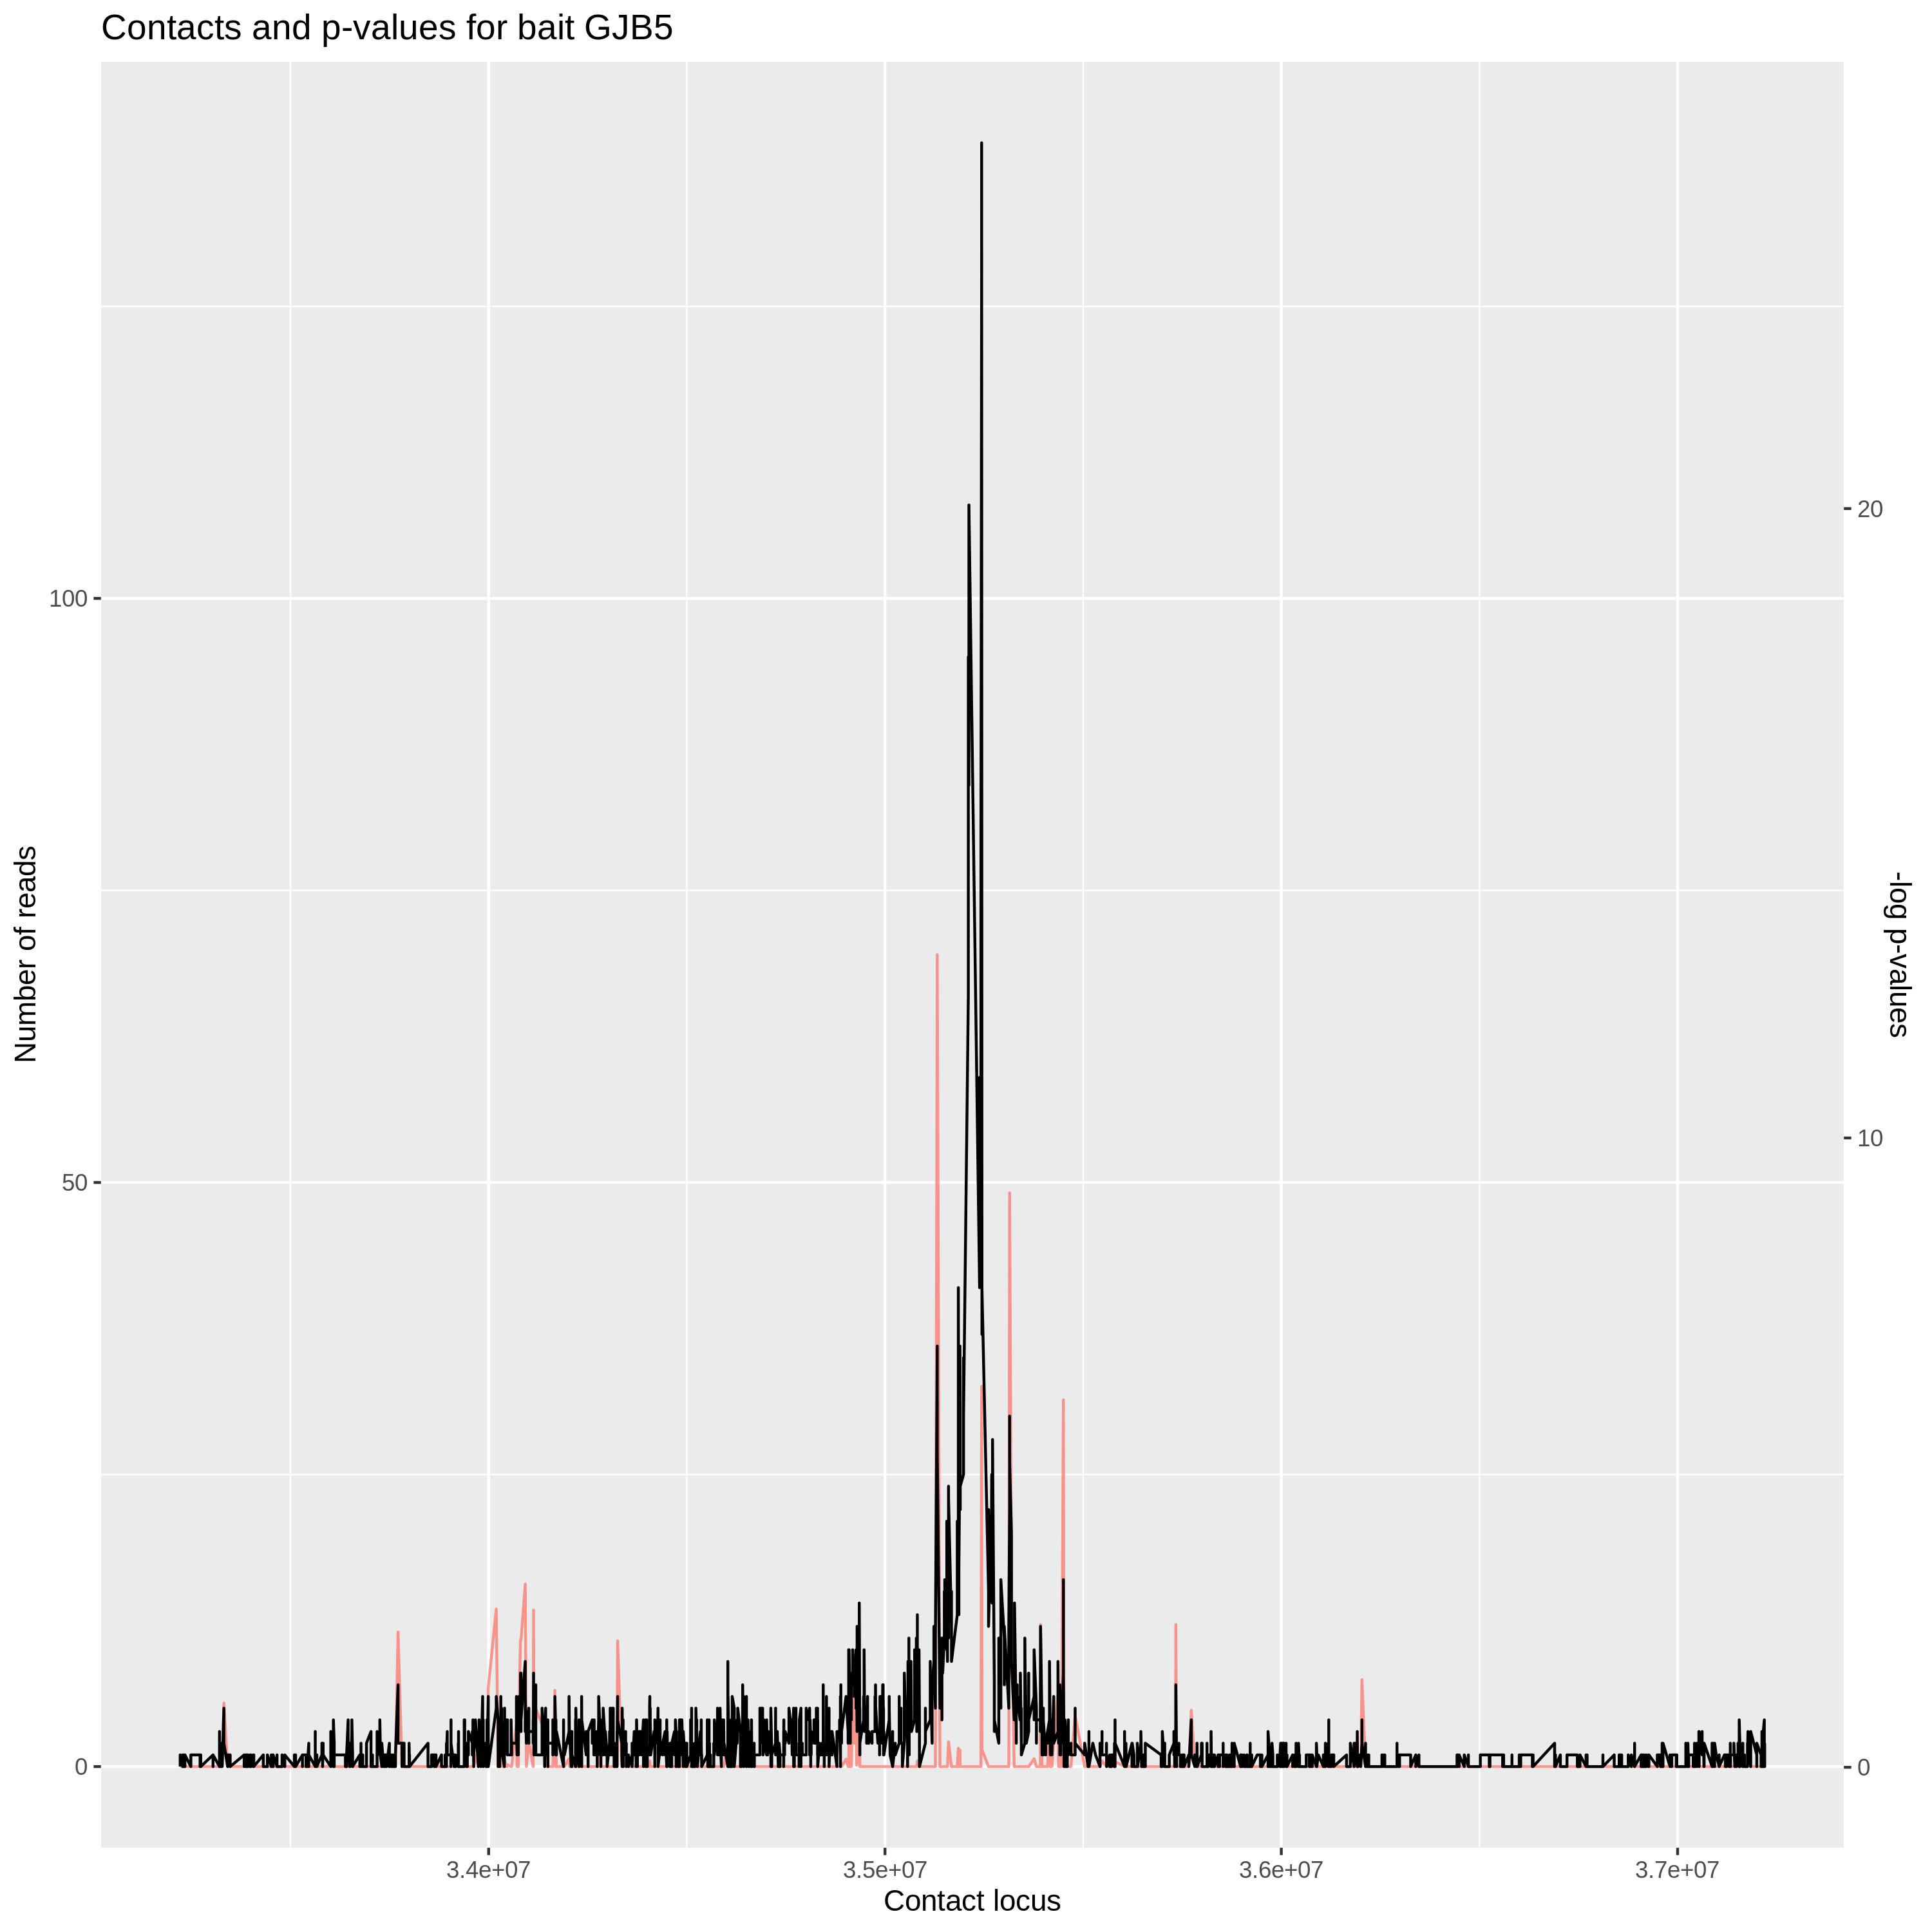 Contacts and p-values for bait GJB5
Number of reads
100
50
0
20
10
0
-log p-values
3.4e+07
3.5e+07
3.6e+07
3.7e+07
Contact locus